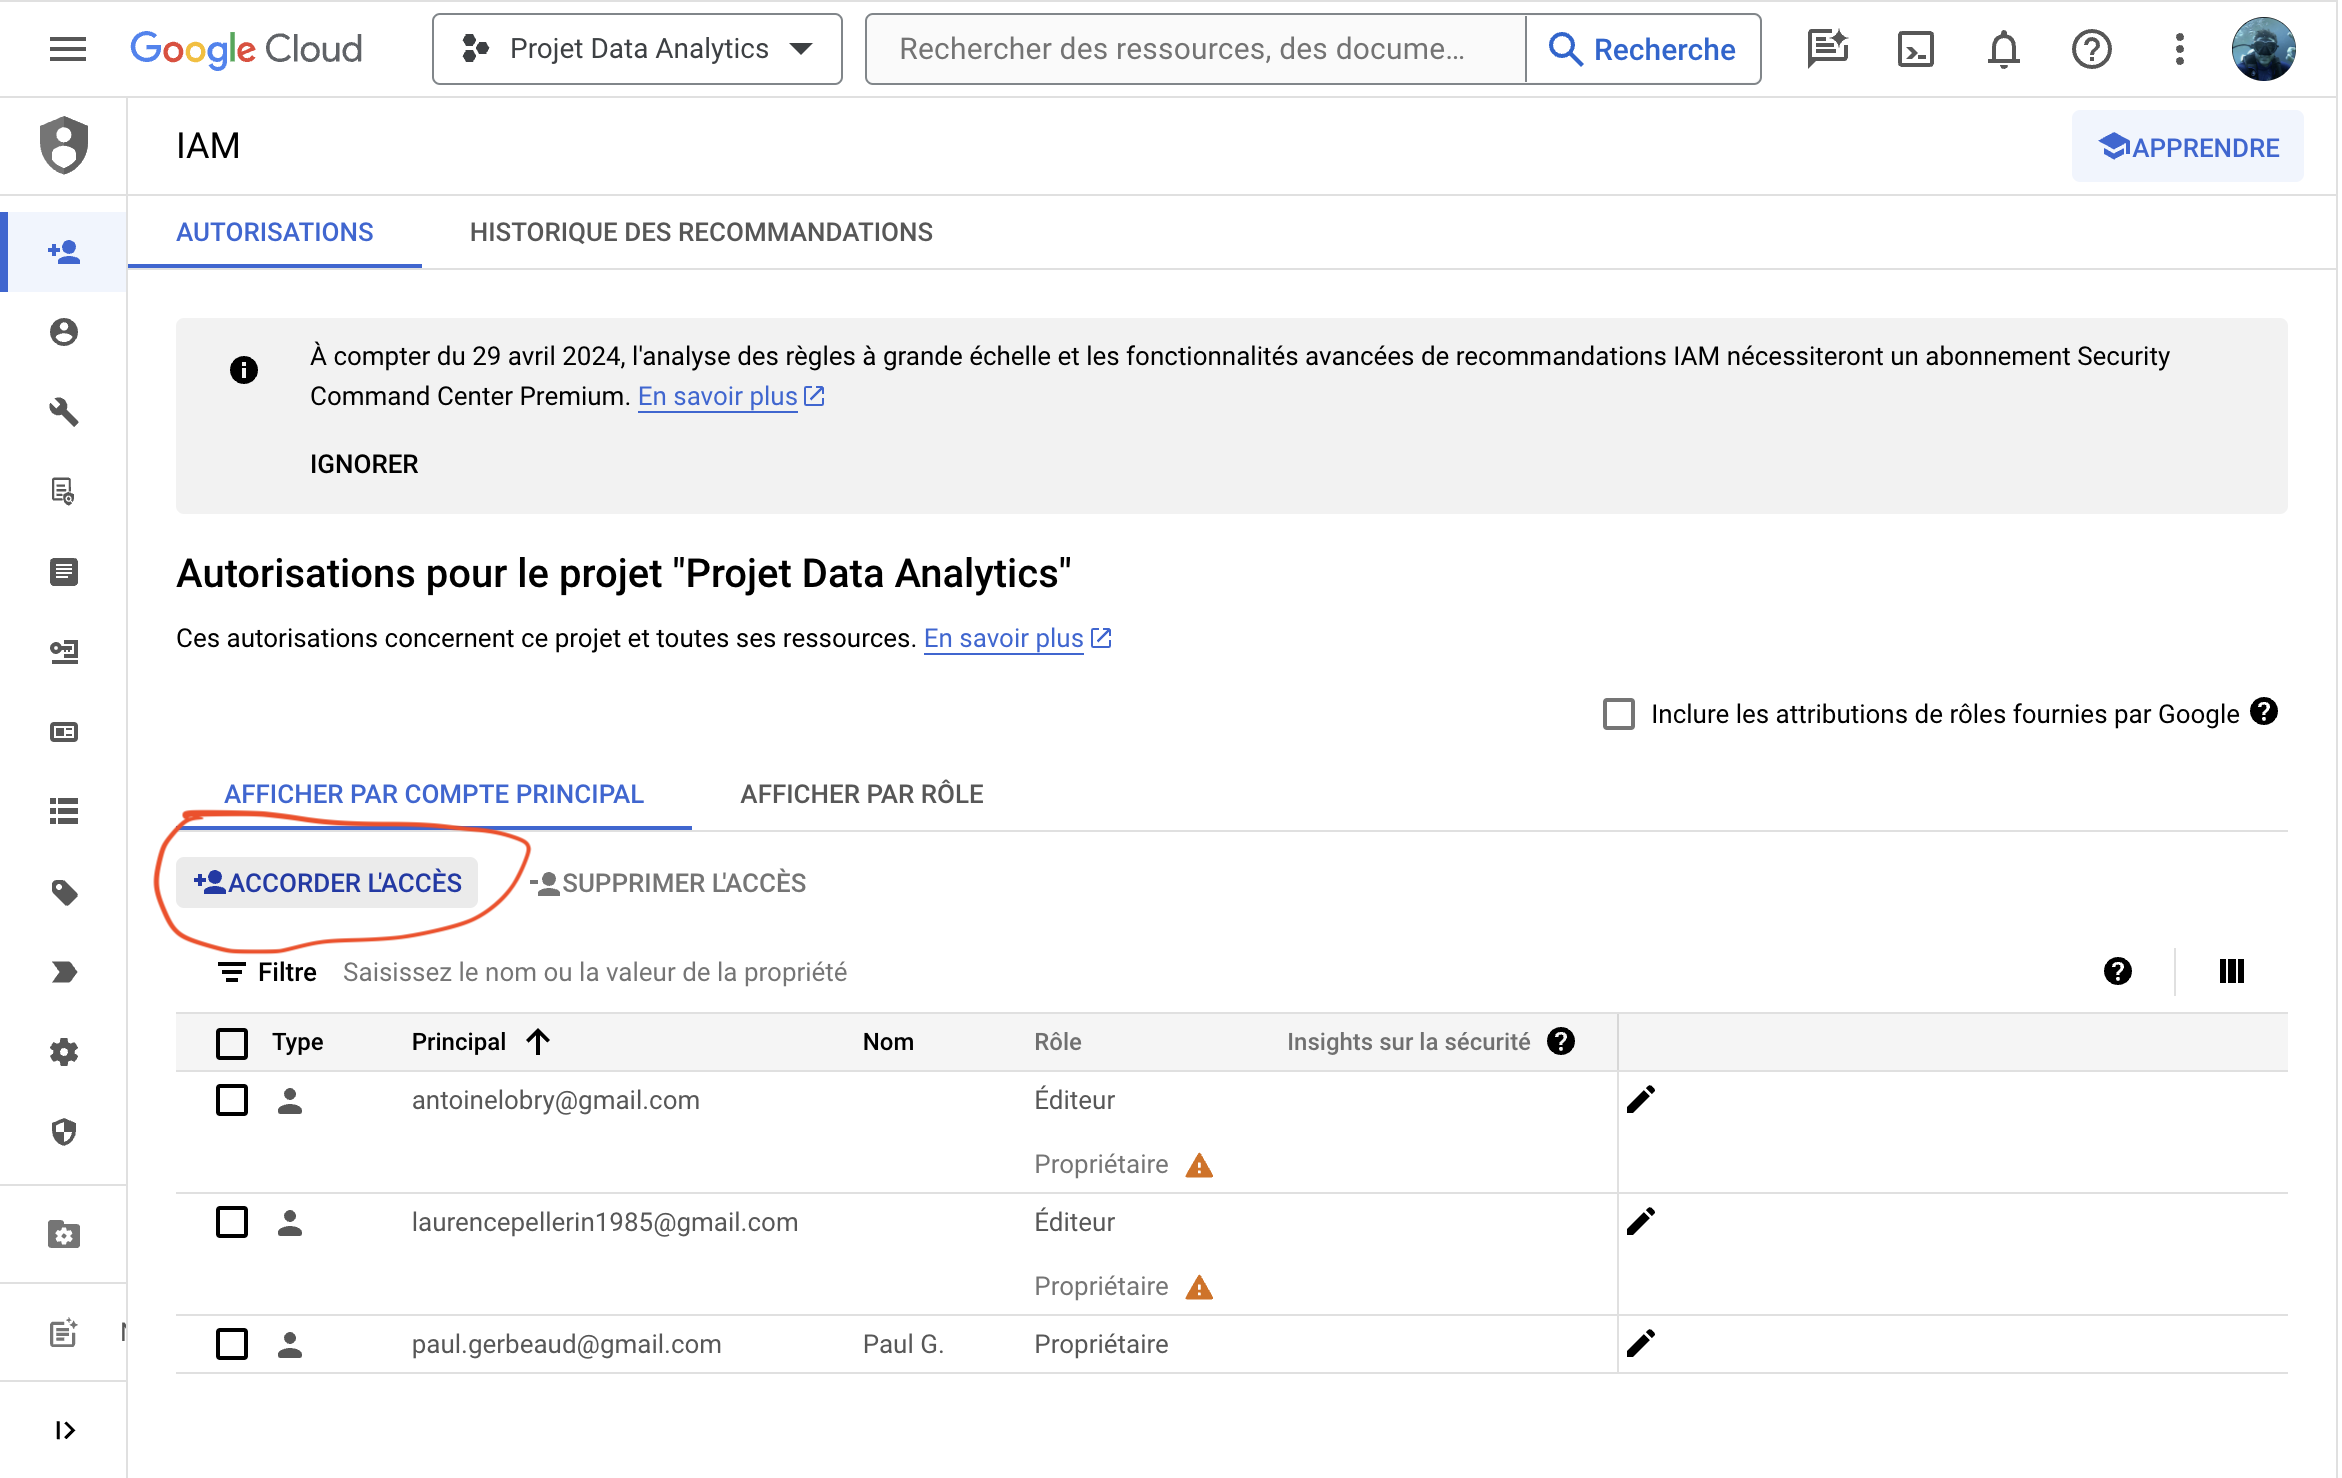 Google Cloud
Projet Data Analytics
Rechercher des ressources, des docume...
Recherche
IAM
APPRENDRE
AUTORISATIONS
HISTORIQUE DES RECOMMANDATIONS
À compter du 29 avril 2024, l'analyse des règles à grande échelle et les fonctionnalités avancées de recommandations IAM nécessiteront un abonnement Security
Command Center Premium. En savoir plus
IGNORER
Autorisations pour le projet "Projet Data Analytics"
Ces autorisations concernent ce projet et toutes ses ressources. En savoir plus
Inclure les attributions de rôles fournies par Google
AFFICHER PAR COMPTE PRINCIPAL
AFFICHER PAR RÔLE
ACCORDER L'ACCÈS
SUPPRIMER L'ACCÈS
Filtre Saisissez le nom ou la valeur de la propriété
Type Principal Nom Rôle Insights sur la sécurité
antoinelobry@gmail.com Éditeur
Propriétaire
laurencepellerin1985@gmail.com Éditeur
Propriétaire
paul.gerbeaud@gmail.com Paul G. Propriétaire